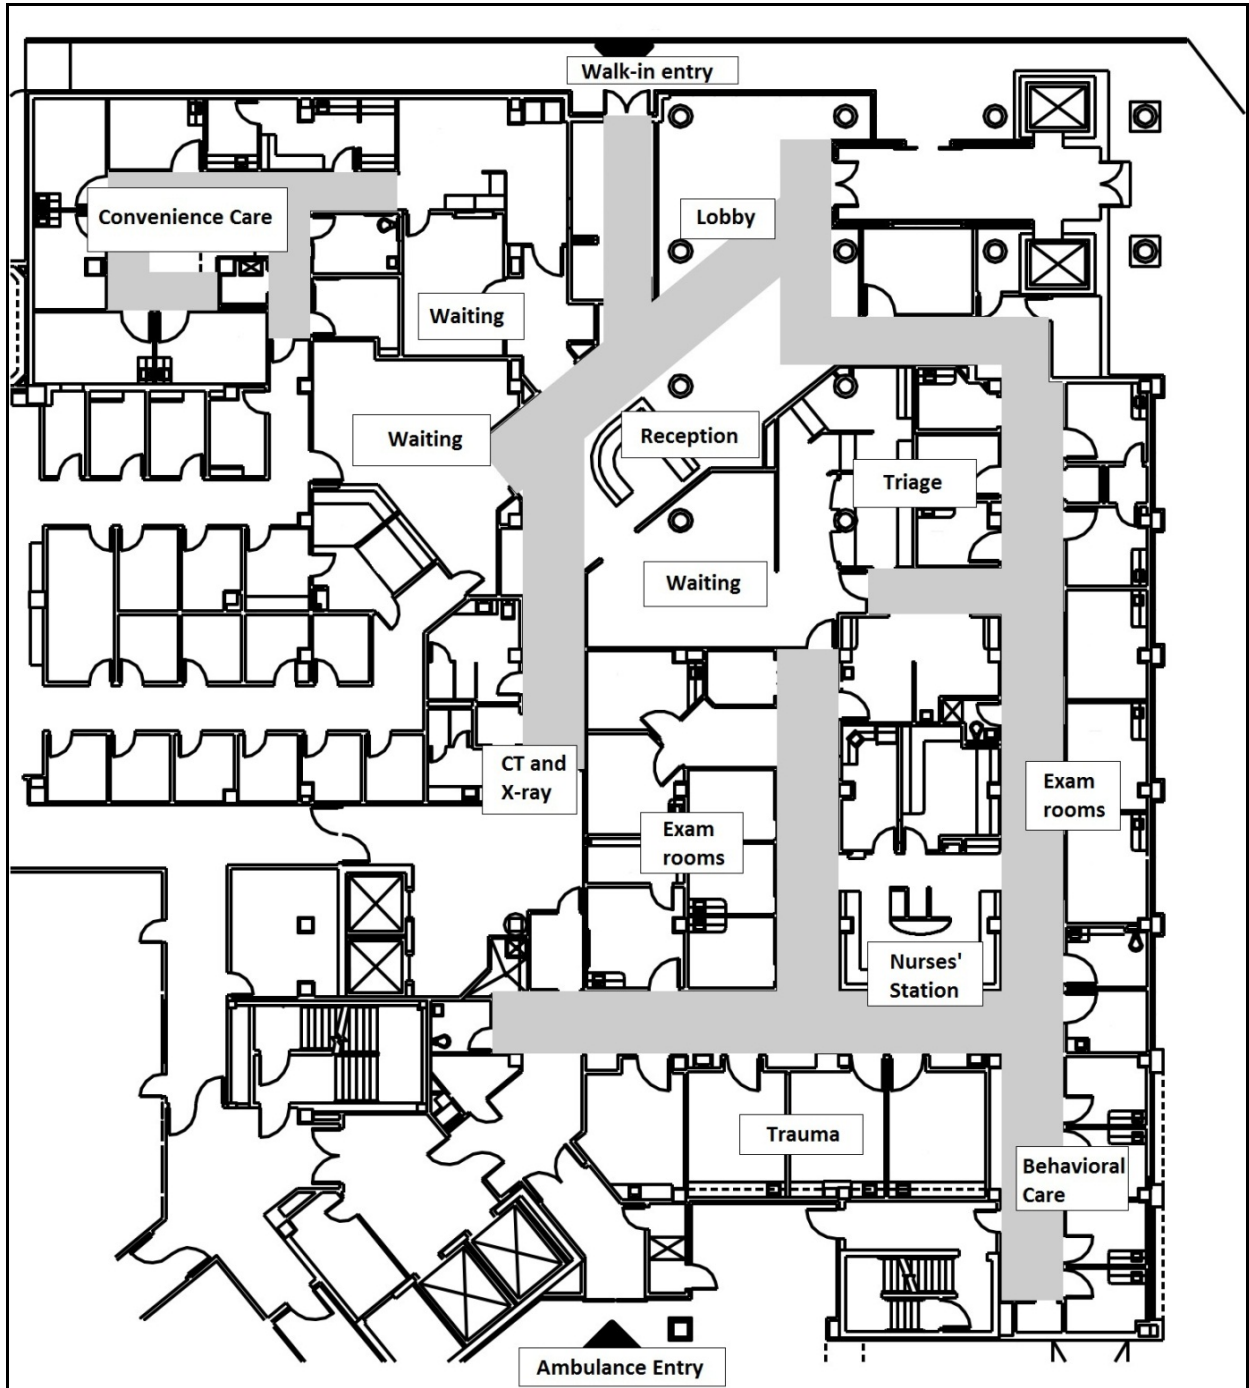 Walk-in entry
Convenience Care
Lobby
Waiting
Waiting
Reception
Triage
Waiting
CT and
X-ray
Exam
rooms
Exam
rooms
Nurses'
Station
Trauma
Behavioral
Care
Ambulance Entry